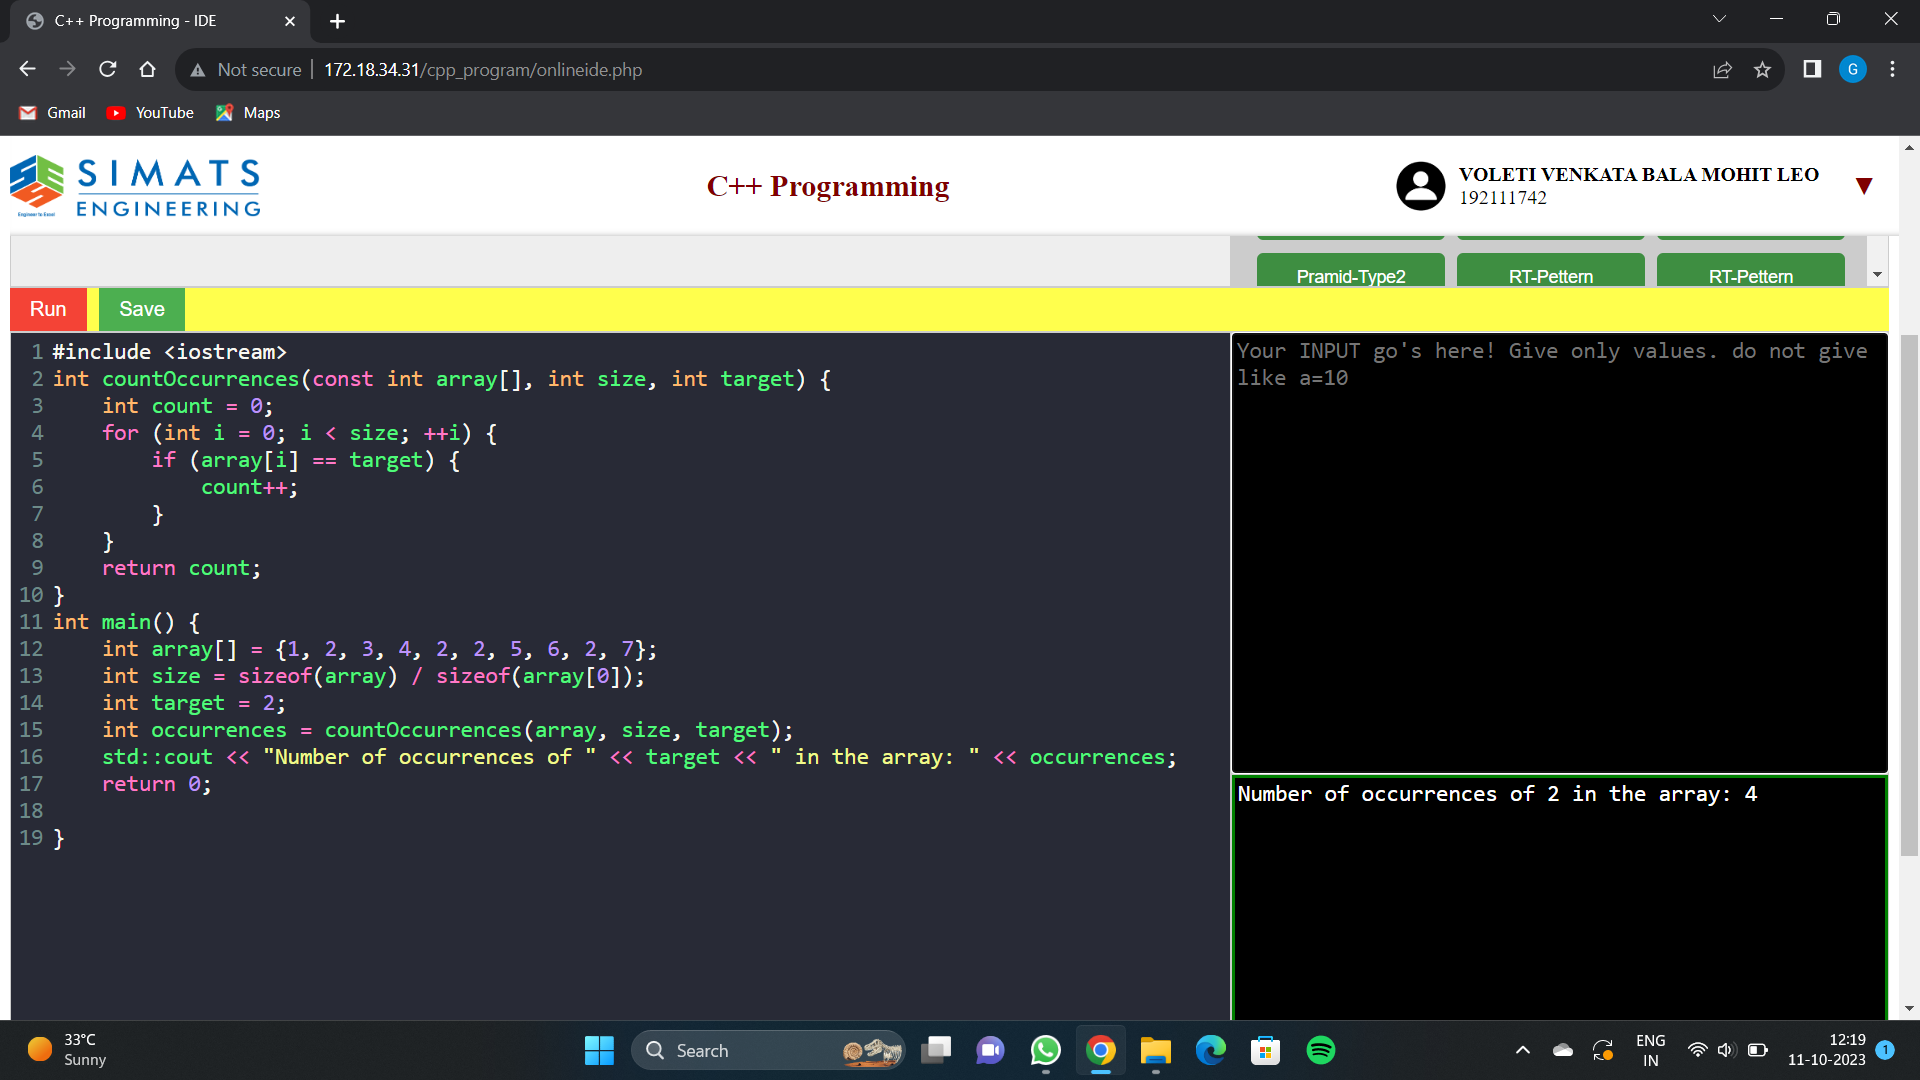 C++ Programming - IDE
Not secure 172.18.34.31/cpp_program/onlineide.php
G
Gmail YouTube Maps
SIMATS
ENGINEERING
Engineer to Excel
C++ Programming
VOLETI VENKATA BALA MOHIT LEO
192111742
Pramid-Type2 RT-Pettern RT-Pettern
Run Save
1 #include <iostream>
2 int countOccurrences(const int array[], int size, int target) {
3     int count = 0;
4     for (int i = 0; i < size; ++i) {
5         if (array[i] == target) {
6             count++;
7         }
8     }
9     return count;
10 }
11 int main() {
12     int array[] = {1, 2, 3, 4, 2, 2, 5, 6, 2, 7};
13     int size = sizeof(array) / sizeof(array[0]);
14     int target = 2;
15     int occurrences = countOccurrences(array, size, target);
16     std::cout << "Number of occurrences of " << target << " in the array: " << occurrences;
17     return 0;
18
19 }
Your INPUT go's here! Give only values. do not give
like a=10
Number of occurrences of 2 in the array: 4
33°C
Sunny
Search
ENG
IN
12:19
11-10-2023
1